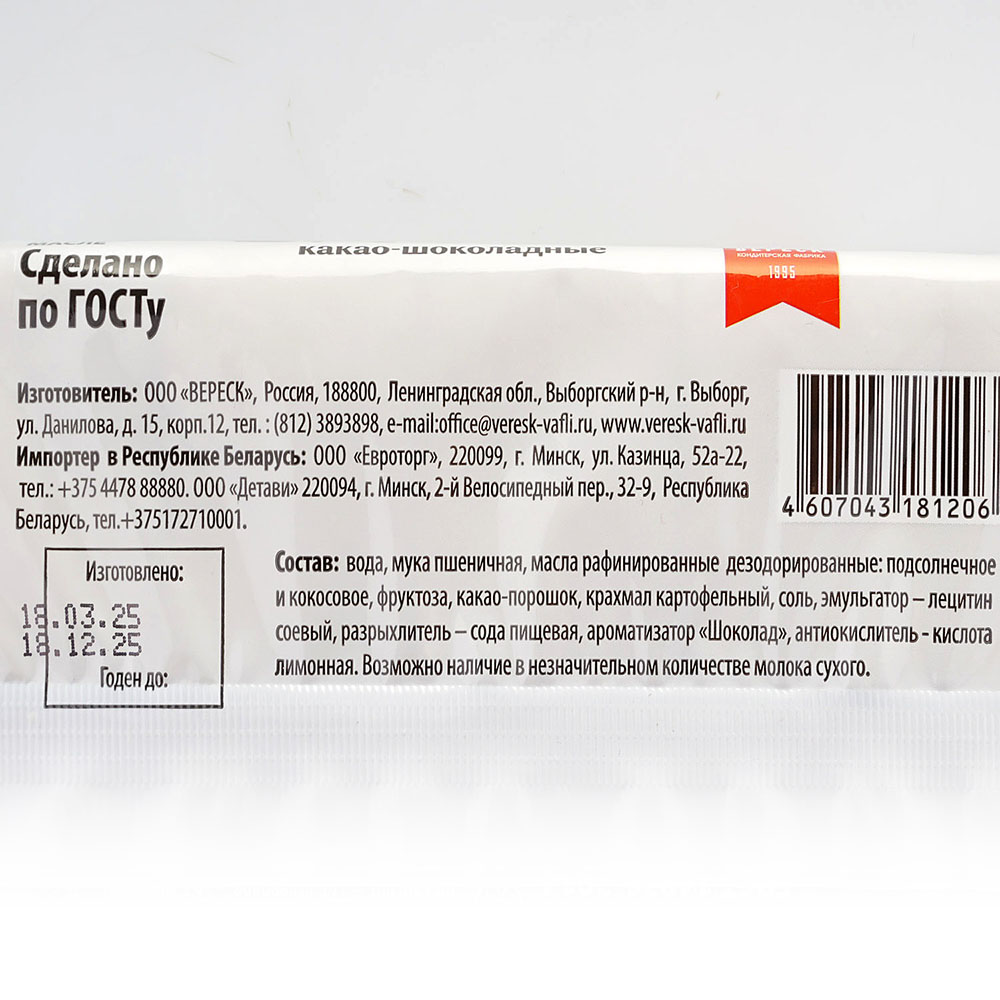 МАСЛЕ
Сделано
по ГОСТу
какао-шоколадные
ВЕРЕСК
КОНДИТЕРСКАЯ ФАБРИКА
1995
Изготовитель: ООО «ВЕРЕСК», Россия, 188800, Ленинградская обл., Выборгский р-н, г. Выборг,
ул. Данилова, д. 15, корп.12, тел. : (812) 3893898, e-mail:office@veresk-vafli.ru, www.veresk-vafli.ru
Импортер в Республике Беларусь: ООО «Евроторг», 220099, г. Минск, ул. Казинца, 52а-22,
тел.: +375 4478 88880. ООО «Детави» 220094, г. Минск, 2-й Велосипедный пер., 32-9, Республика
Беларусь, тел.+375172710001.
4 607043 181206
Изготовлено:
18.03.25
18.12.25
Годен до:
Состав: вода, мука пшеничная, масла рафинированные дезодорированные: подсолнечное
и кокосовое, фруктоза, какао-порошок, крахмал картофельный, соль, эмульгатор – лецитин
соевый, разрыхлитель – сода пищевая, ароматизатор «Шоколад», антиокислитель - кислота
лимонная. Возможно наличие в незначительном количестве молока сухого.